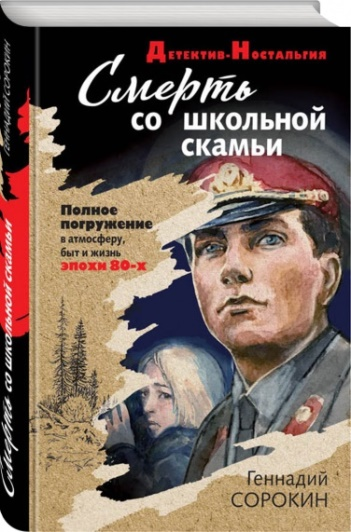 Детектив-Ностальгия
Смерть
со школьной
скамьи
Полное
погружение
в атмосферу,
быт и жизнь
эпохи 80-х
Геннадий
СОРОКИН
Смерть со школьной скамьи
ГЕННАДИЙ СОРОКИН